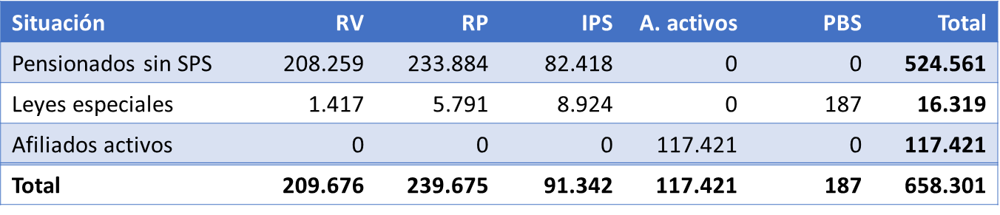 Situación RV RP IPS A. activos PBS Total
Pensionados sin SPS 208.259 233.884 82.418 0 0 524.561
Leyes especiales 1.417 5.791 8.924 0 187 16.319
Afiliados activos 0 0 0 117.421 0 117.421
Total 209.676 239.675 91.342 117.421 187 658.301